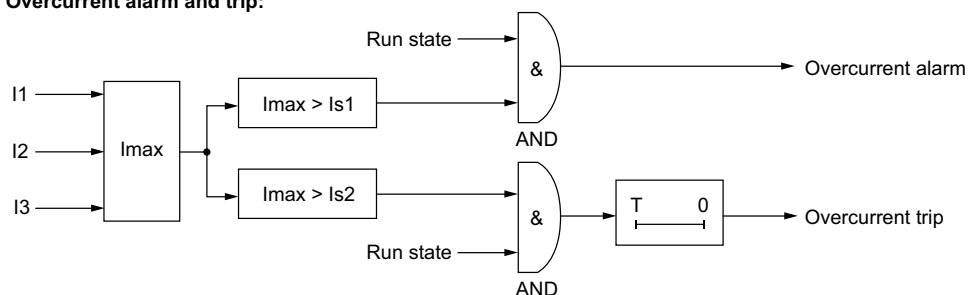 Overcurrent alarm and trip:
Run state
&
Overcurrent alarm
I1
Imax > Is1
AND
I2
Imax
Imax > Is2
I3
&
T 0
Overcurrent trip
Run state
AND